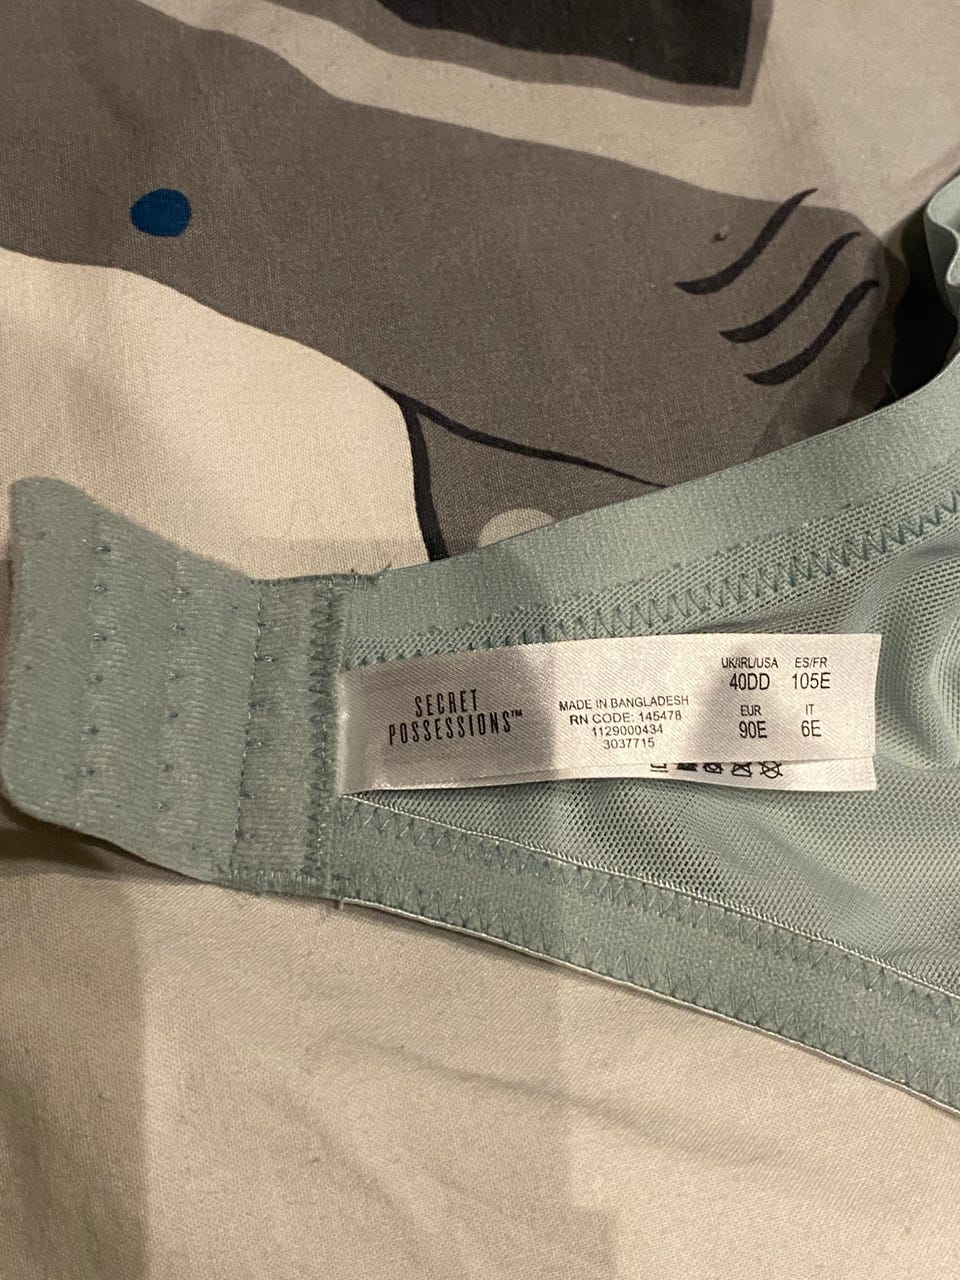 SECRET
POSSESSIONS™
MADE IN BANGLADESH
RN CODE: 145478
1129000434
3037715
UK/IRL/USA ES/FR
40DD 105E
EUR IT
90E 6E